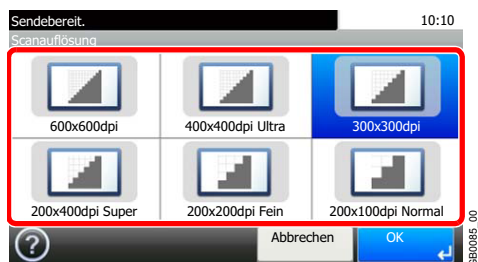 Sendebereit. 10:10
Scanauflösung
600x600dpi 400x400dpi Ultra 300x300dpi
200x400dpi Super 200x200dpi Fein 200x100dpi Normal
? Abbrechen OK
GB0085_00